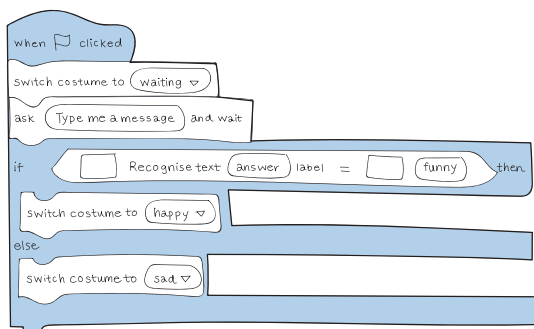 when clicked
switch costume to waiting
ask Type me a message and wait
if Recognise text answer label = funny then
switch costume to happy
else
switch costume to sad